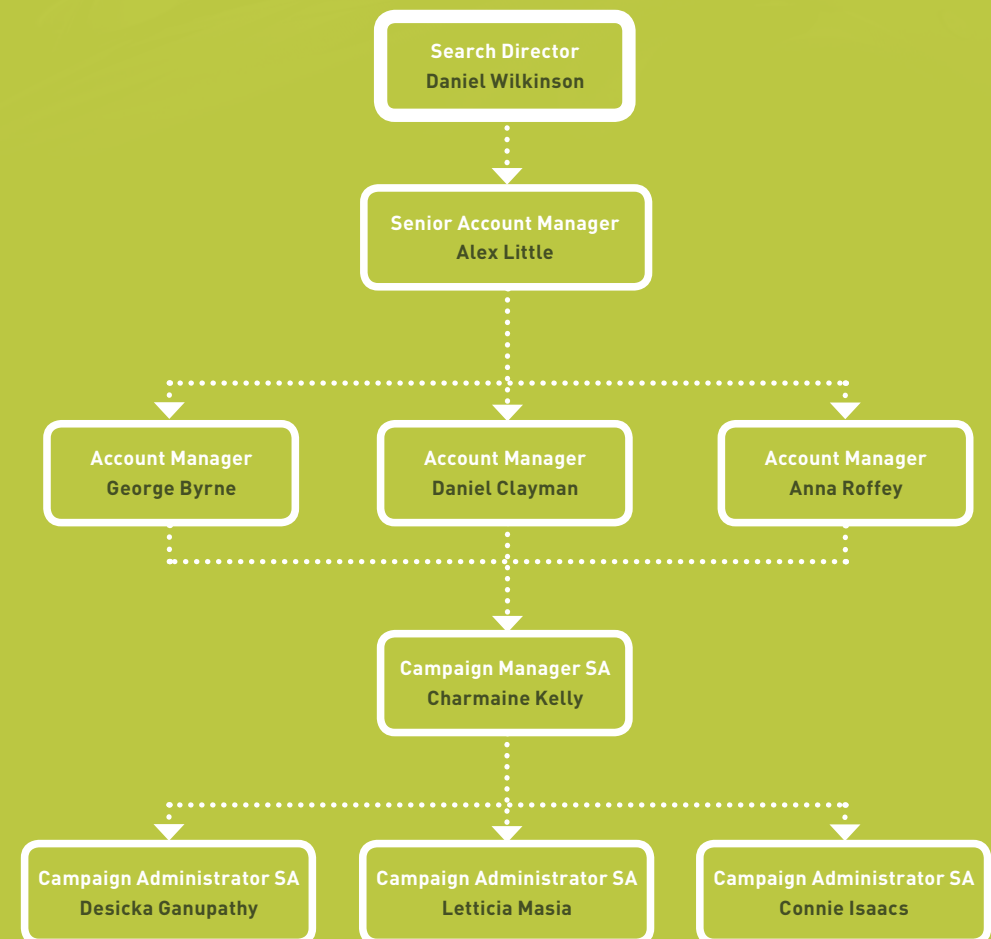 Search Director
Daniel Wilkinson
Senior Account Manager
Alex Little
Account Manager
George Byrne
Account Manager
Daniel Clayman
Account Manager
Anna Roffey
Campaign Manager SA
Charmaine Kelly
Campaign Administrator SA
Desicka Ganupathy
Campaign Administrator SA
Letticia Masia
Campaign Administrator SA
Connie Isaacs